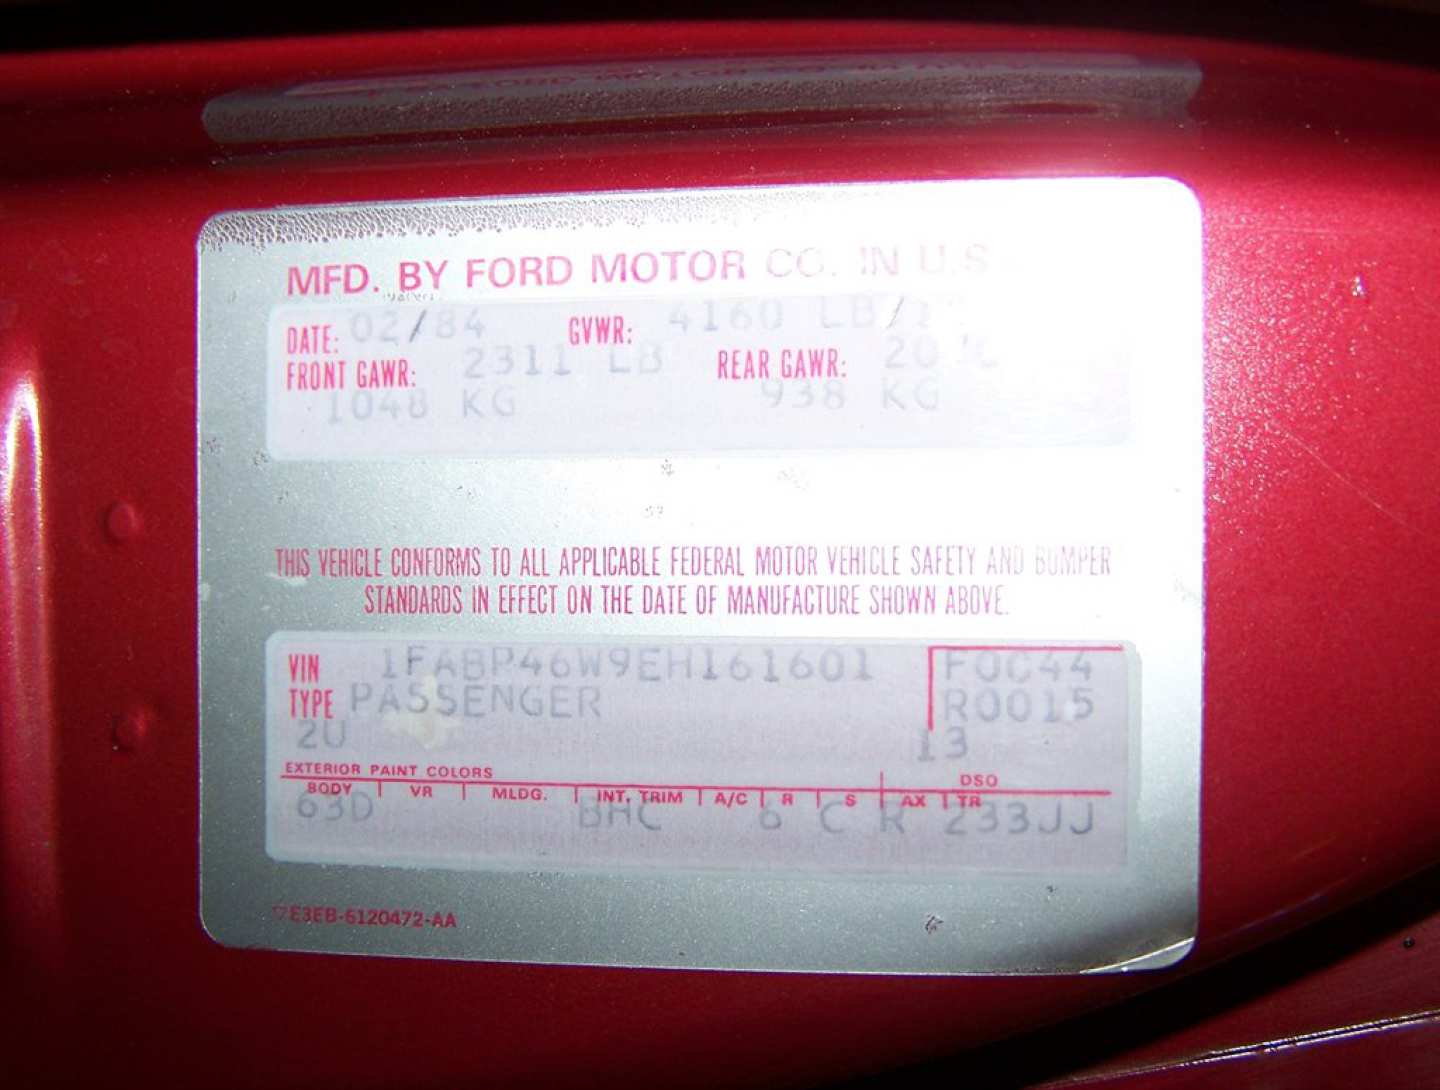 MFD. BY FORD MOTOR CO. IN U.S
DATE: 02/84 GVWR: 4160 LB/
FRONT GAWR: 2311 LB REAR GAWR:
1048 KG 938 KG
THIS VEHICLE CONFORMS TO ALL APPLICABLE FEDERAL MOTOR VEHICLE SAFETY AND BUMPER
STANDARDS IN EFFECT ON THE DATE OF MANUFACTURE SHOWN ABOVE.
VIN 1FABP46W9EH161601 F0C44
TYPE PASSENGER R0015
2U 13
EXTERIOR PAINT COLORS DSO
BODY VR MLDG. INT. TRIM A/C R S AX TR
63D BHC 6 C R 233JJ
E3EB-6120472-AA